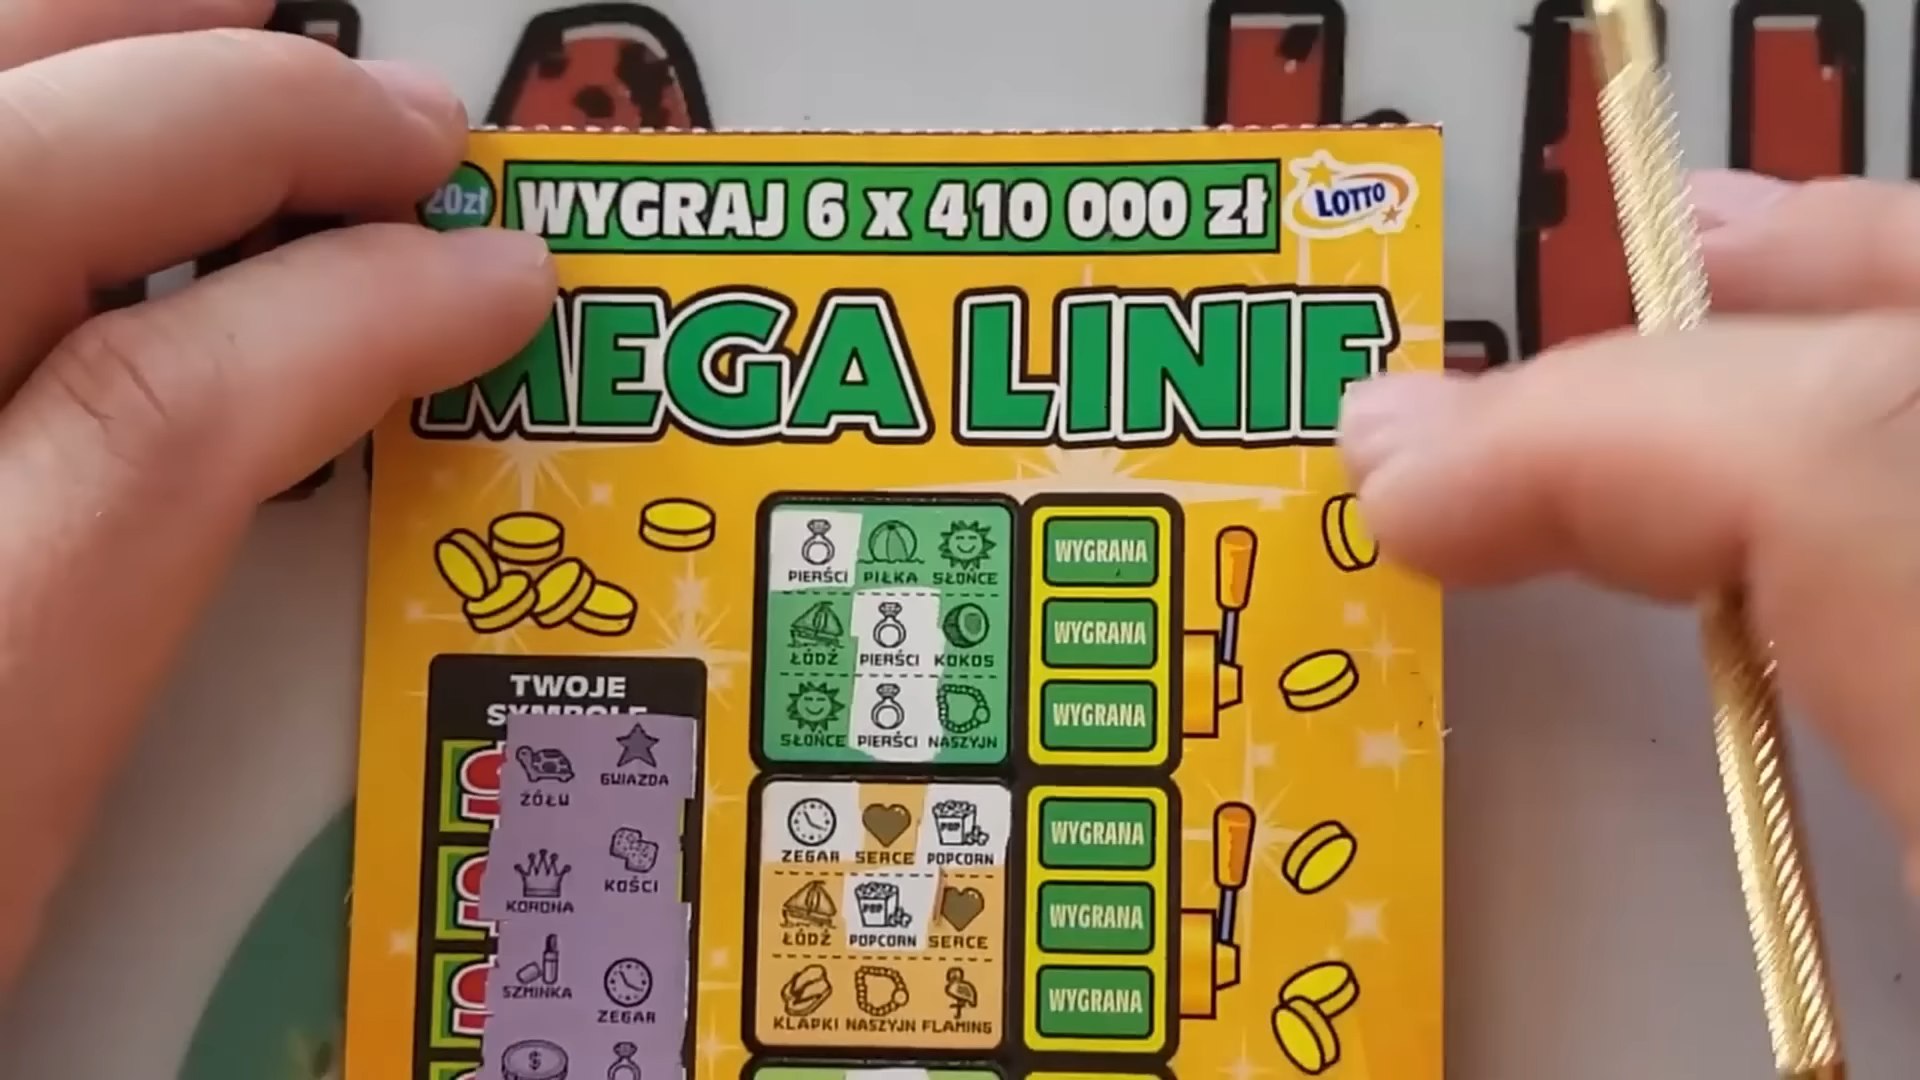 20zł WYGRAJ 6 x 410 000 zł LOTTO
MEGA LINIE
PIERŚCI PIŁKA SŁOŃCE
ŁÓDŹ PIERŚCI KOKOS
SŁOŃCE PIERŚCI NASZYJN
WYGRANA
WYGRANA
WYGRANA
TWOJE
SYMBOLE
ŻÓŁW GWIAZDA
KORONA KOŚCI
SZMINKA ZEGAR
ZEGAR SERCE POPCORN
ŁÓDŹ POPCORN SERCE
KLAPKI NASZYJN FLAMING
WYGRANA
WYGRANA
WYGRANA